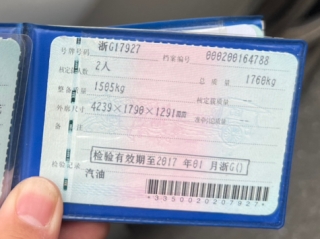 号牌号码 浙G17927 档案编号 000200164788
核定载人数 2人 总质量 1760kg
整备质量 1505kg 核定载质量
外廓尺寸 4239×1790×1291mm 准牵引总质量
备注
检验有效期至2017 年 01 月浙G()
检验记录
汽油
*3350030207927*